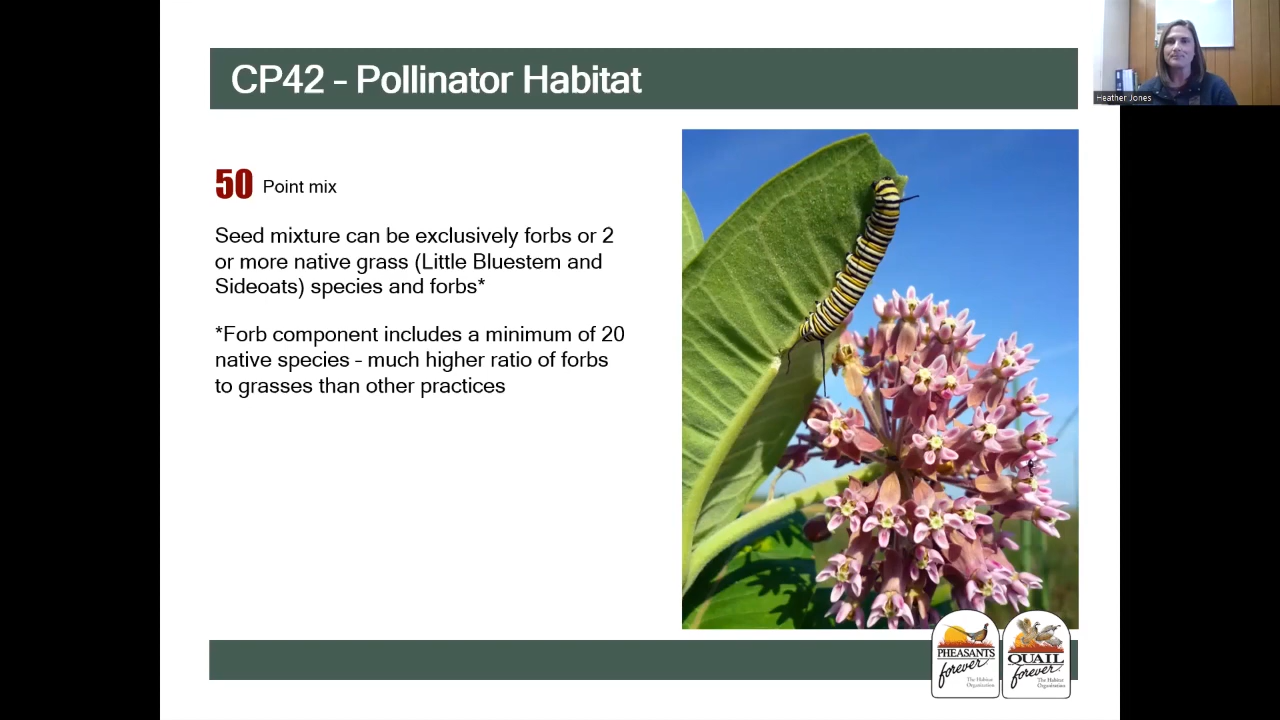 Heather Jones
CP42 – Pollinator Habitat
50 Point mix
Seed mixture can be exclusively forbs or 2
or more native grass (Little Bluestem and
Sideoats) species and forbs*
*Forb component includes a minimum of 20
native species – much higher ratio of forbs
to grasses than other practices
PHEASANTS
forever
The Habitat
Organization
QUAIL
forever
The Habitat
Organization